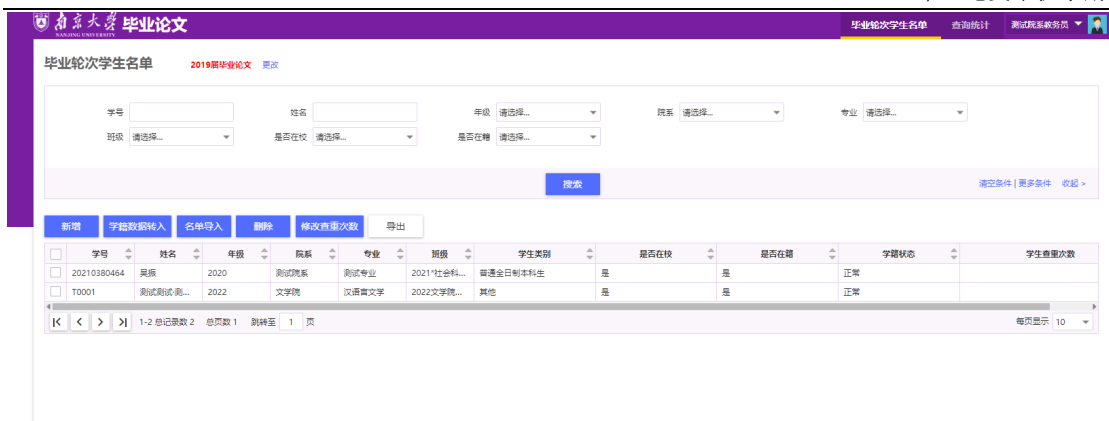 南京大学 毕业论文 毕业轮次学生名单 查询统计 测试院系教务员
NANJING UNIVERSITY
毕业轮次学生名单 2019届毕业论文 更改
学号 姓名 年级 请选择... 院系 请选择... 专业 请选择...
班级 请选择... 是否在校 请选择... 是否在籍 请选择...
搜索 清空条件 | 更多条件 收起 >
新增 学籍数据转入 名单导入 删除 修改查重次数 导出
学号 姓名 年级 院系 专业 班级 学生类别 是否在校 是否在籍 学籍状态 学生查重次数
20210380464 吴振 2020 测试院系 测试专业 2021*社会科... 普通全日制本科生 是 是 正常
T0001 测试测试-测... 2022 文学院 汉语言文学 2022文学院... 其他 是 是 正常
1-2 总记录数 2 总页数 1 跳转至 1 页 每页显示 10